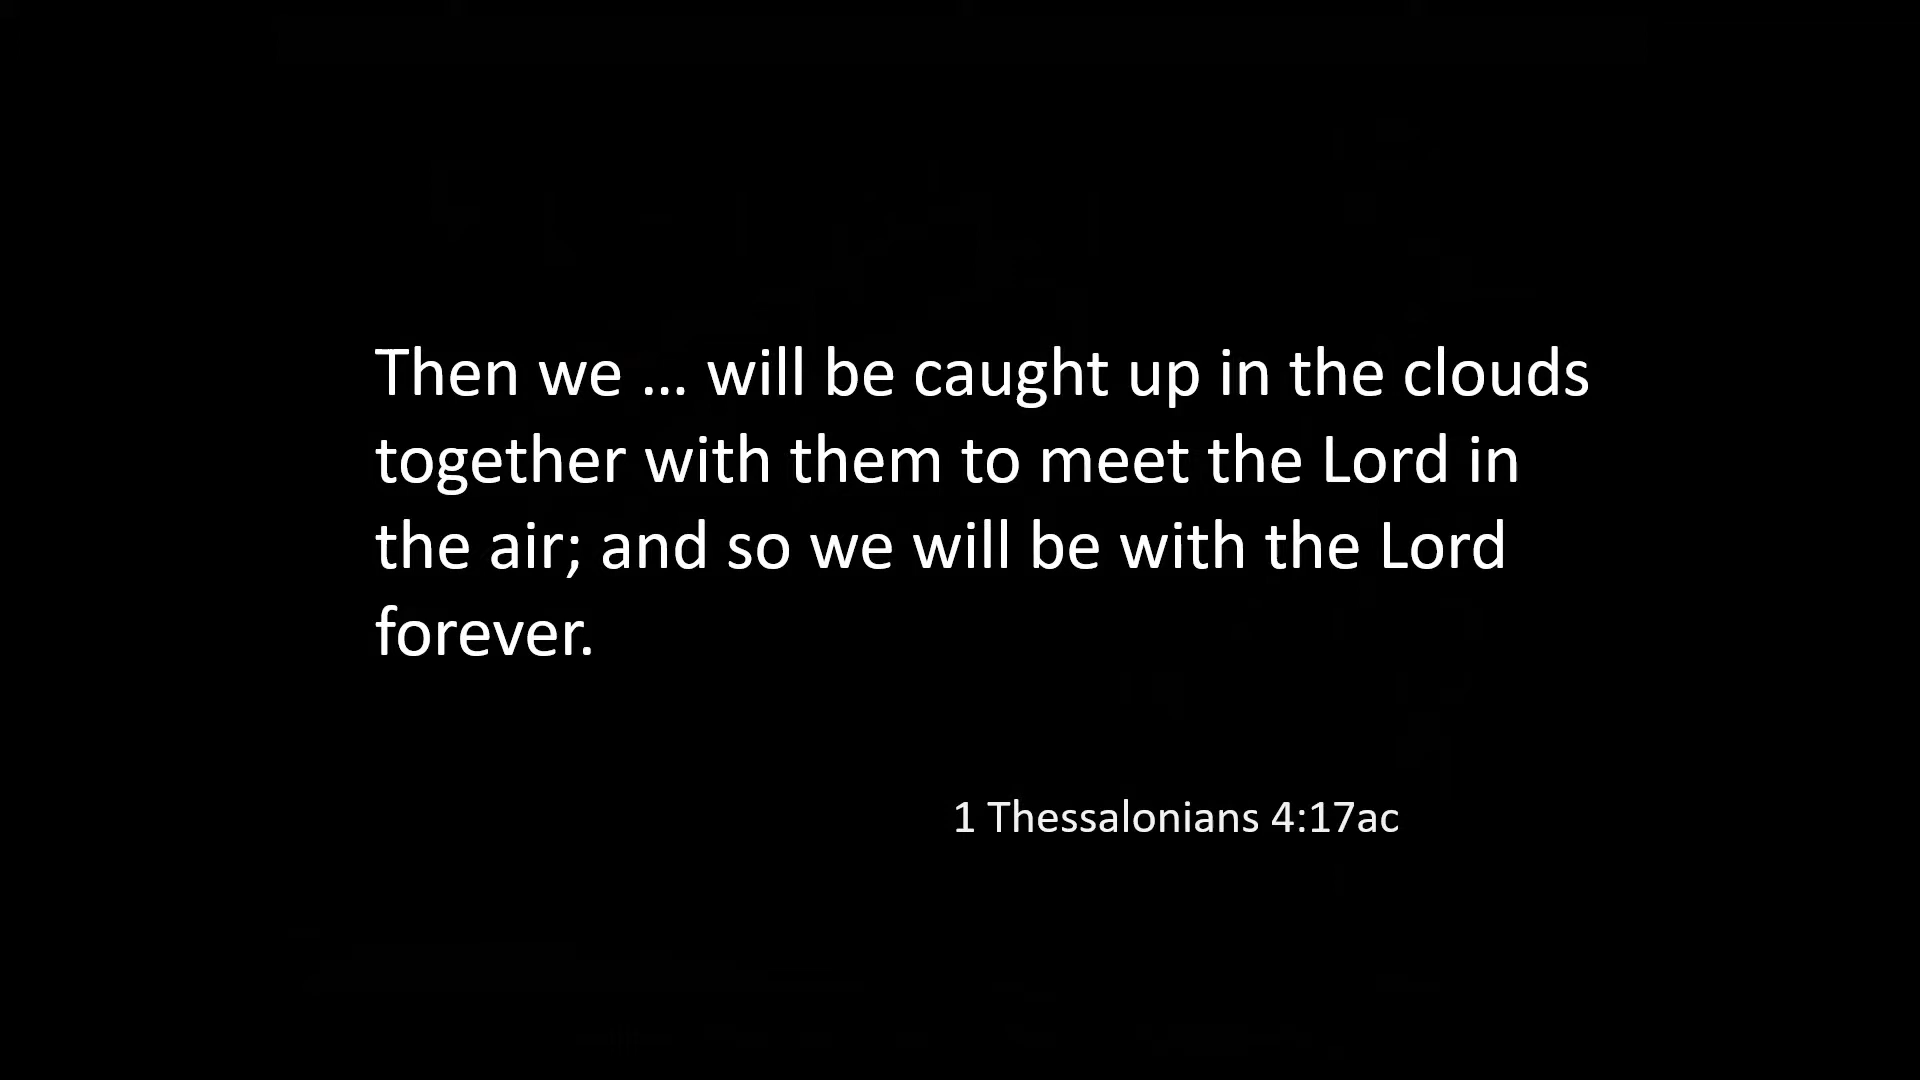 Then we … will be caught up in the clouds
together with them to meet the Lord in
the air; and so we will be with the Lord
forever.
1 Thessalonians 4:17ac